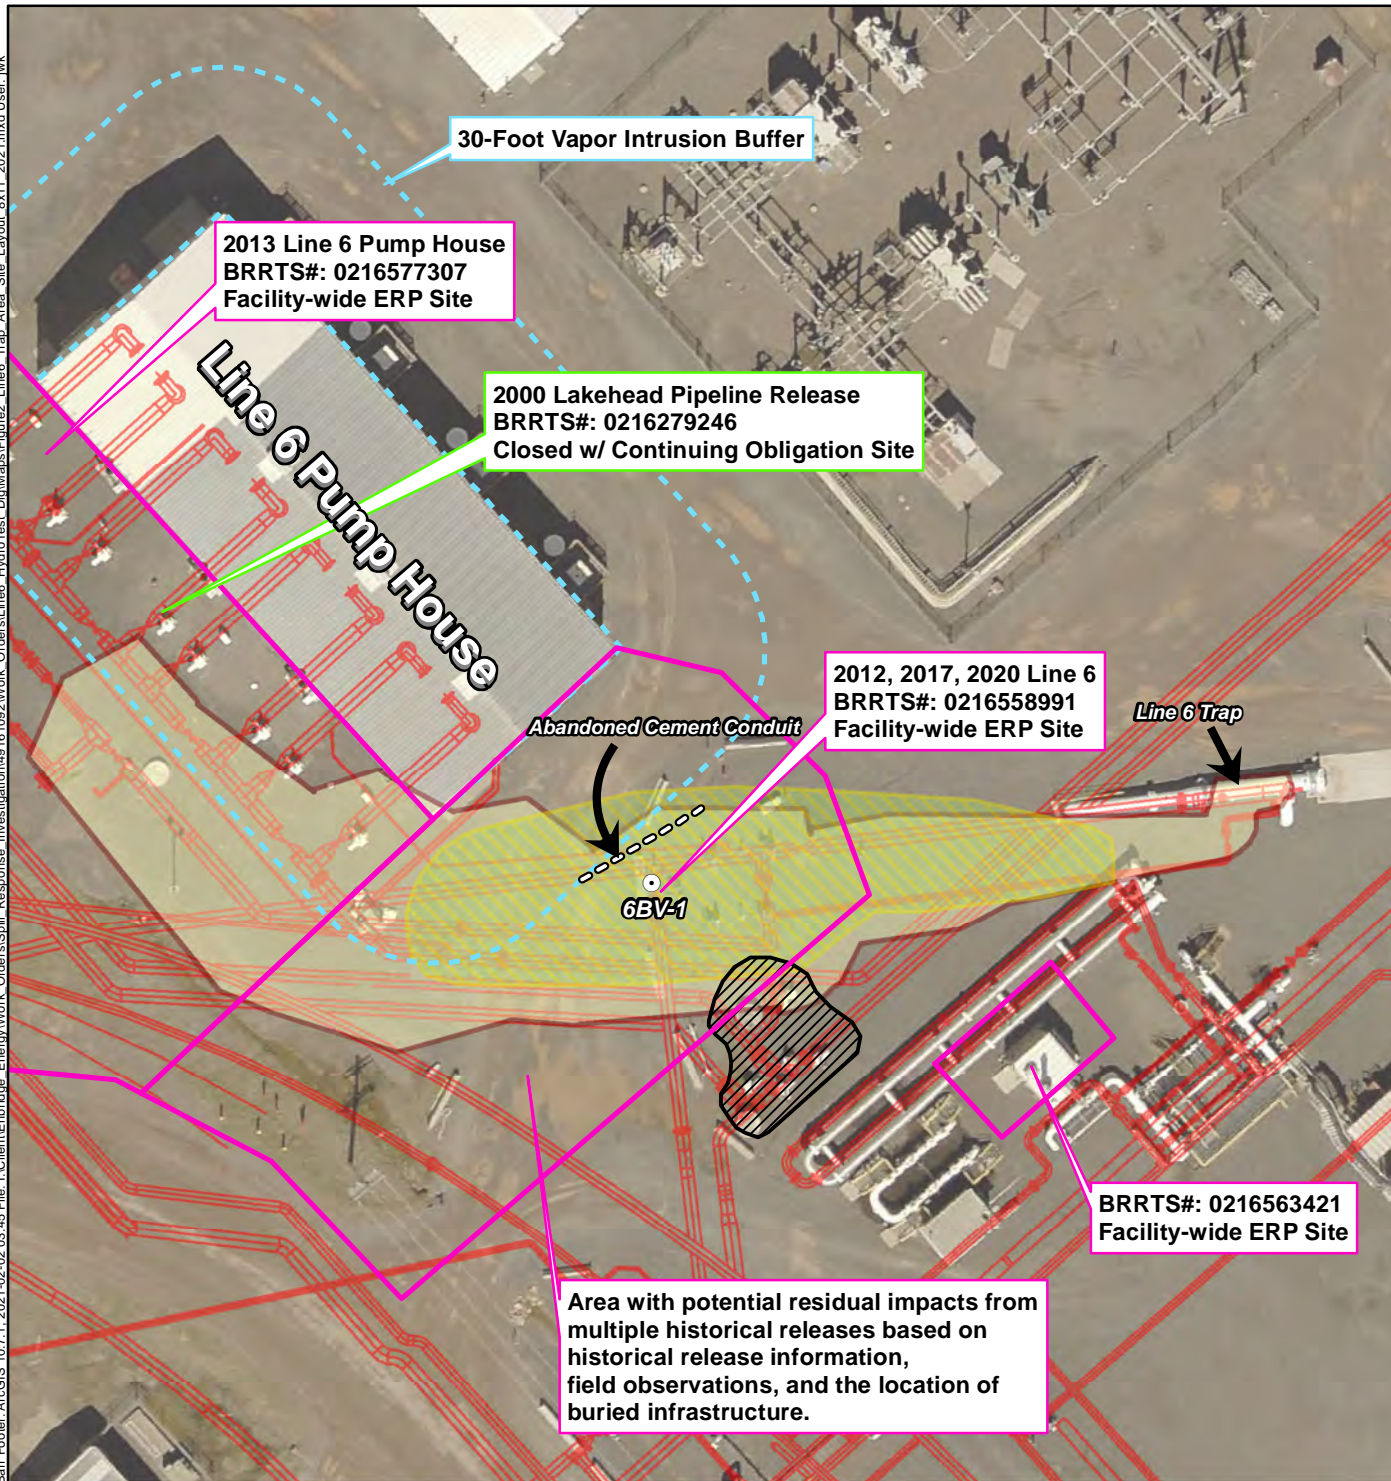 30-Foot Vapor Intrusion Buffer
2013 Line 6 Pump House
BRRTS#: 0216577307
Facility-wide ERP Site
2000 Lakehead Pipeline Release
BRRTS#: 0216279246
Closed w/ Continuing Obligation Site
Line 6 Pump House
2012, 2017, 2020 Line 6
BRRTS#: 0216558991
Facility-wide ERP Site
Line 6 Trap
Abandoned Cement Conduit
6BV-1
BRRTS#: 0216563421
Facility-wide ERP Site
Area with potential residual impacts from
multiple historical releases based on
historical release information,
field observations, and the location of
buried infrastructure.